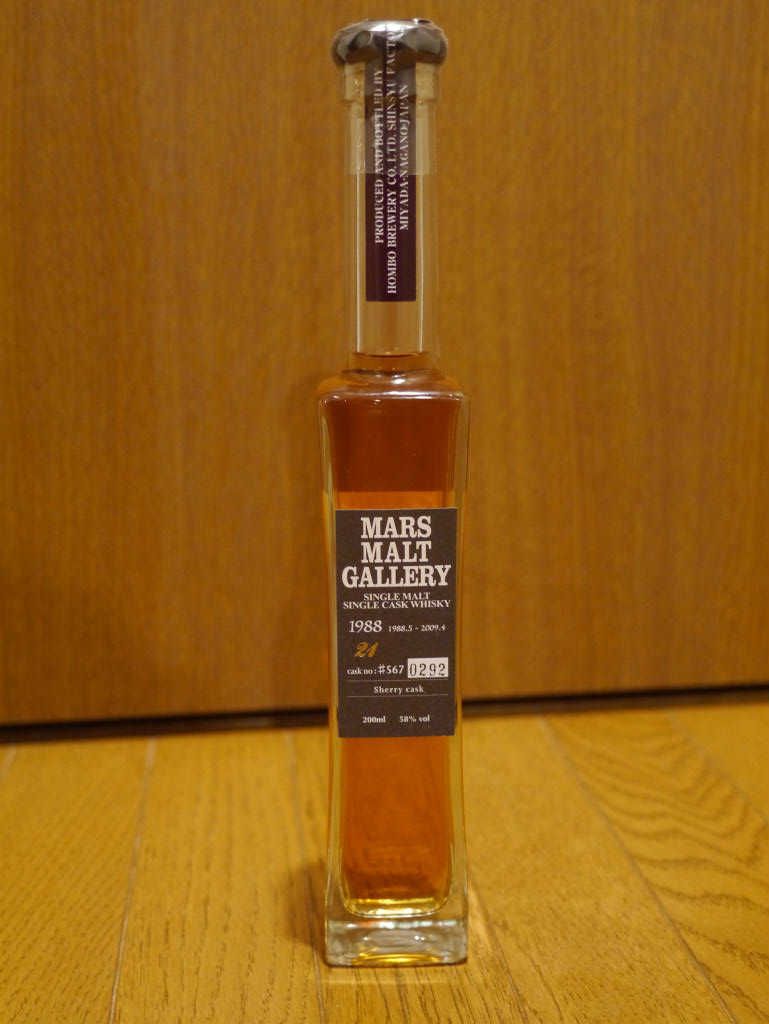 PRODUCED AND BOTTLED BY
HOMBO BREWERY CO., LTD. SHINSYU FACTORY
MIYADA-NAGANO JAPAN
MARS
MALT
GALLERY
SINGLE MALT
SINGLE CASK WHISKY
1988 1988.5 - 2009.4
21
cask no : #567 0292
Sherry cask
200ml 58% vol